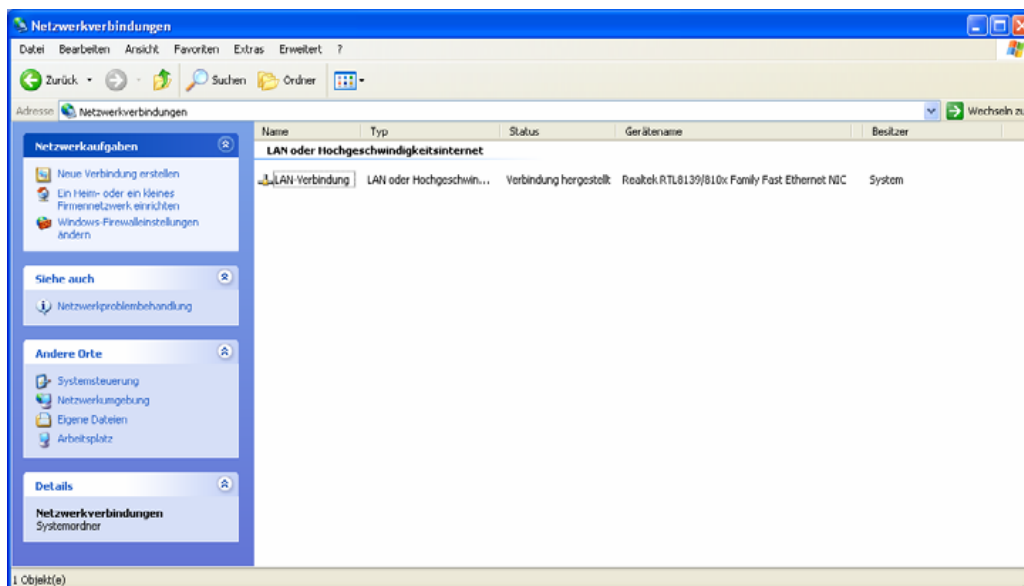 Netzwerkverbindungen
Datei Bearbeiten Ansicht Favoriten Extras Erweitert ?
Zurück Suchen Ordner
Adresse Netzwerkverbindungen Wechseln zu
Netzwerkaufgaben
Neue Verbindung erstellen
Ein Heim- oder ein kleines
Firmennetzwerk einrichten
Windows-Firewalleinstellungen
ändern
Siehe auch
Netzwerkproblembehandlung
Andere Orte
Systemsteuerung
Netzwerkumgebung
Eigene Dateien
Arbeitsplatz
Details
Netzwerkverbindungen
Systemordner
Name Typ Status Gerätename Besitzer
LAN oder Hochgeschwindigkeitsinternet
LAN-Verbindung LAN oder Hochgeschwin... Verbindung hergestellt Realtek RTL8139/810x Family Fast Ethernet NIC System
1 Objekt(e)